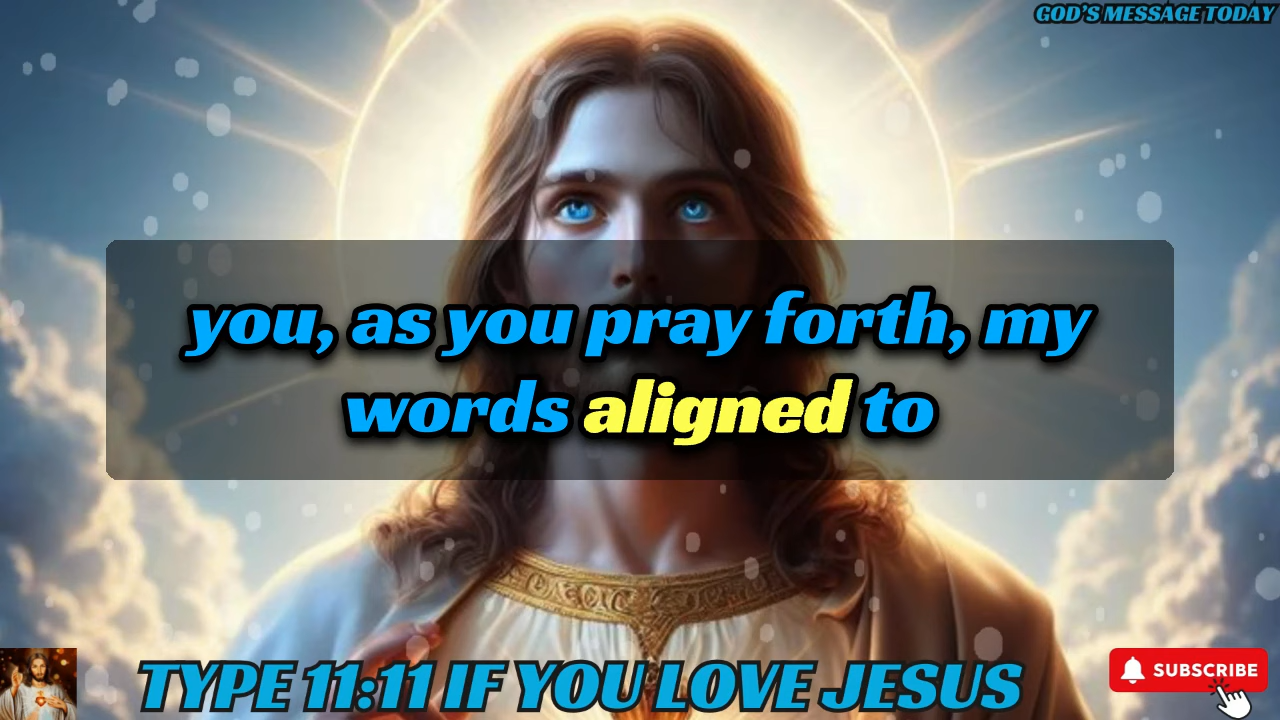 GOD'S MESSAGE TODAY
you, as you pray forth, my
words aligned to
TYPE 11:11 IF YOU LOVE JESUS
SUBSCRIBE